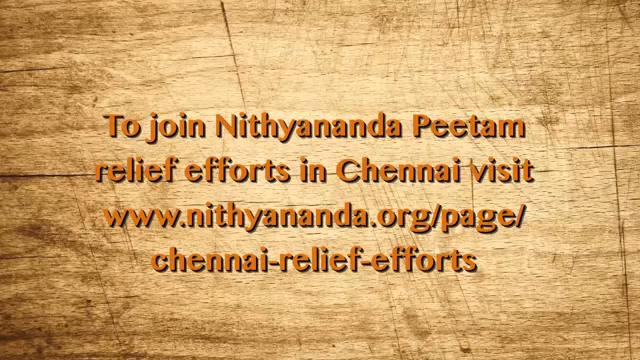 To join Nithyananda Peetam
relief efforts in Chennai visit
www.nithyananda.org/page/
chennai-relief-efforts